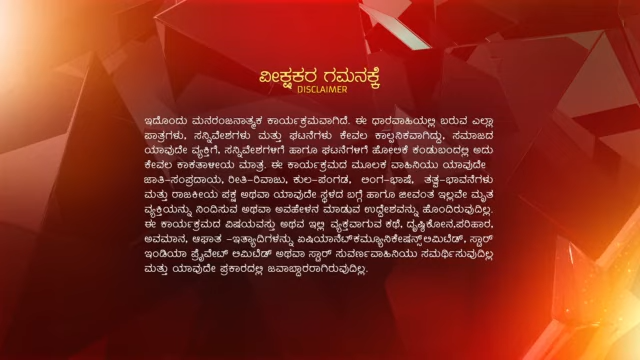 ವೀಕ್ಷಕರ ಗಮನಕ್ಕೆ
DISCLAIMER
ಇದೊಂದು ಮನರಂಜನಾತ್ಮಕ ಕಾರ್ಯಕ್ರಮವಾಗಿದೆ. ಈ ಧಾರವಾಹಿಯಲ್ಲಿ ಬರುವ ಎಲ್ಲಾ
ಪಾತ್ರಗಳು, ಸನ್ನಿವೇಶಗಳು ಮತ್ತು ಘಟನೆಗಳು ಕೇವಲ ಕಾಲ್ಪನಿಕವಾಗಿದ್ದು, ಸಮಾಜದ
ಯಾವುದೇ ವ್ಯಕ್ತಿಗೆ, ಸನ್ನಿವೇಶಗಳಿಗೆ ಹಾಗೂ ಘಟನೆಗಳಿಗೆ ಹೋಲಿಕೆ ಕಂಡುಬಂದಲ್ಲಿ ಅದು
ಕೇವಲ ಕಾಕತಾಳೀಯ ಮಾತ್ರ. ಈ ಕಾರ್ಯಕ್ರಮದ ಮೂಲಕ ವಾಹಿನಿಯು ಯಾವುದೇ
ಜಾತಿ-ಸಂಪ್ರದಾಯ, ರೀತಿ-ರಿವಾಜು, ಕುಲ-ಪಂಗಡ, ಅಂಗ-ಭಾಷೆ, ತತ್ವ-ಭಾವನೆಗಳು
ಮತ್ತು ರಾಜಕೀಯ ಪಕ್ಷ ಅಥವಾ ಯಾವುದೇ ಸ್ಥಳದ ಬಗ್ಗೆ ಹಾಗೂ ಜೀವಂತ ಇಲ್ಲವೇ ಮೃತ
ವ್ಯಕ್ತಿಯನ್ನು ನಿಂದಿಸುವ ಅಥವಾ ಅವಹೇಳನ ಮಾಡುವ ಉದ್ದೇಶವನ್ನು ಹೊಂದಿರುವುದಿಲ್ಲ.
ಈ ಕಾರ್ಯಕ್ರಮದ ವಿಷಯವಸ್ತು ಅಥವ ಇಲ್ಲಿ ವ್ಯಕ್ತವಾಗುವ ಕಥೆ, ದೃಷ್ಠಿಕೋನ,ಪರಿಹಾರ,
ಅವಮಾನ, ಆಘಾತ -ಇತ್ಯಾದಿಗಳನ್ನು ಏಷಿಯಾನೆಟ್‌ಕಮ್ಯೂನಿಕೇಷನ್ಸ್ ಲಿಮಿಟೆಡ್, ಸ್ಟಾರ್
ಇಂಡಿಯಾ ಪ್ರೈವೇಟ್ ಲಿಮಿಟೆಡ್ ಅಥವಾ ಸ್ಟಾರ್ ಸುವರ್ಣವಾಹಿನಿಯು ಸಮರ್ಥಿಸುವುದಿಲ್ಲ
ಮತ್ತು ಯಾವುದೇ ಪ್ರಕಾರದಲ್ಲಿ ಜವಾಬ್ದಾರರಾಗಿರುವುದಿಲ್ಲ.